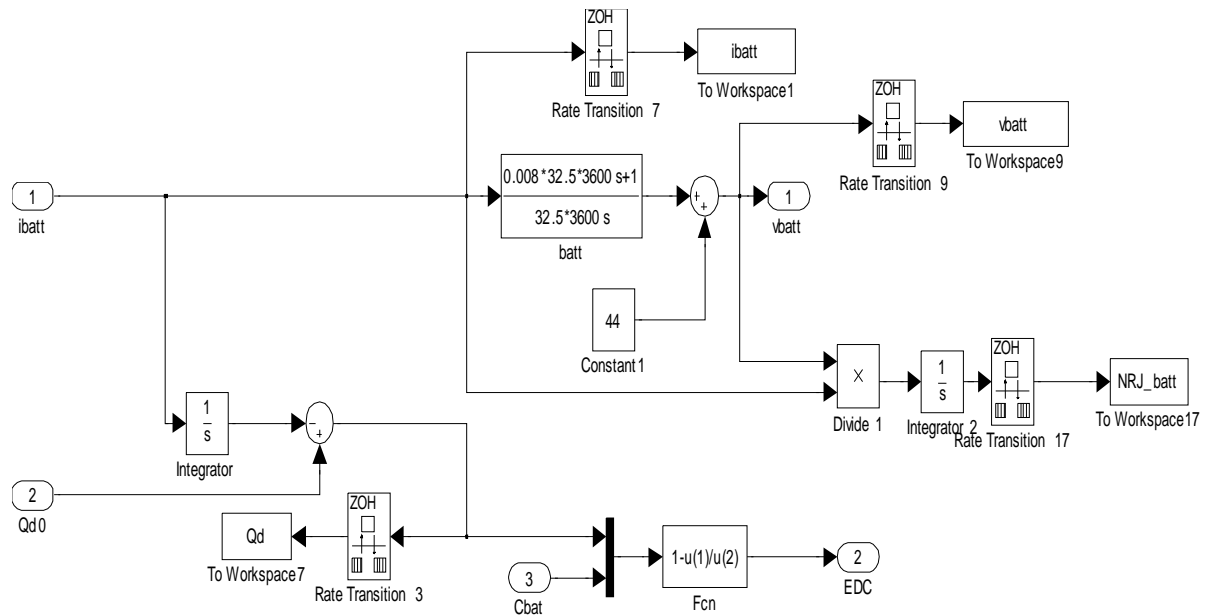 ZOH
Rate Transition 7
ibatt
To Workspace1
ZOH
Rate Transition 9
vbatt
To Workspace9
1
ibatt
0.008*32.5*3600 s+1
32.5*3600 s
batt
+
+
1
vbatt
44
Constant 1
X
Divide 1
1
s
Integrator 2
ZOH
Rate Transition 17
NRJ_batt
To Workspace17
1
s
Integrator
-
+
2
Qd0
Qd
To Workspace7
ZOH
Rate Transition 3
3
Cbat
1-u(1)/u(2)
Fcn
2
EDC